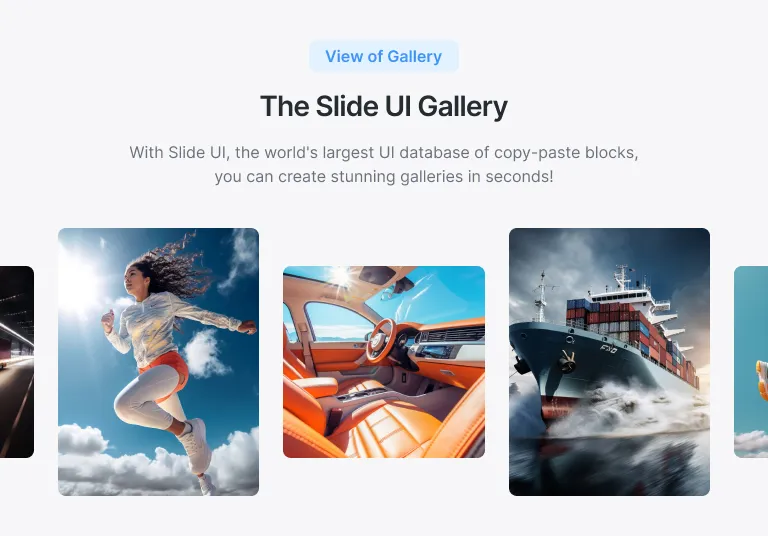 View of Gallery
The Slide UI Gallery
With Slide UI, the world's largest UI database of copy-paste blocks,
you can create stunning galleries in seconds!